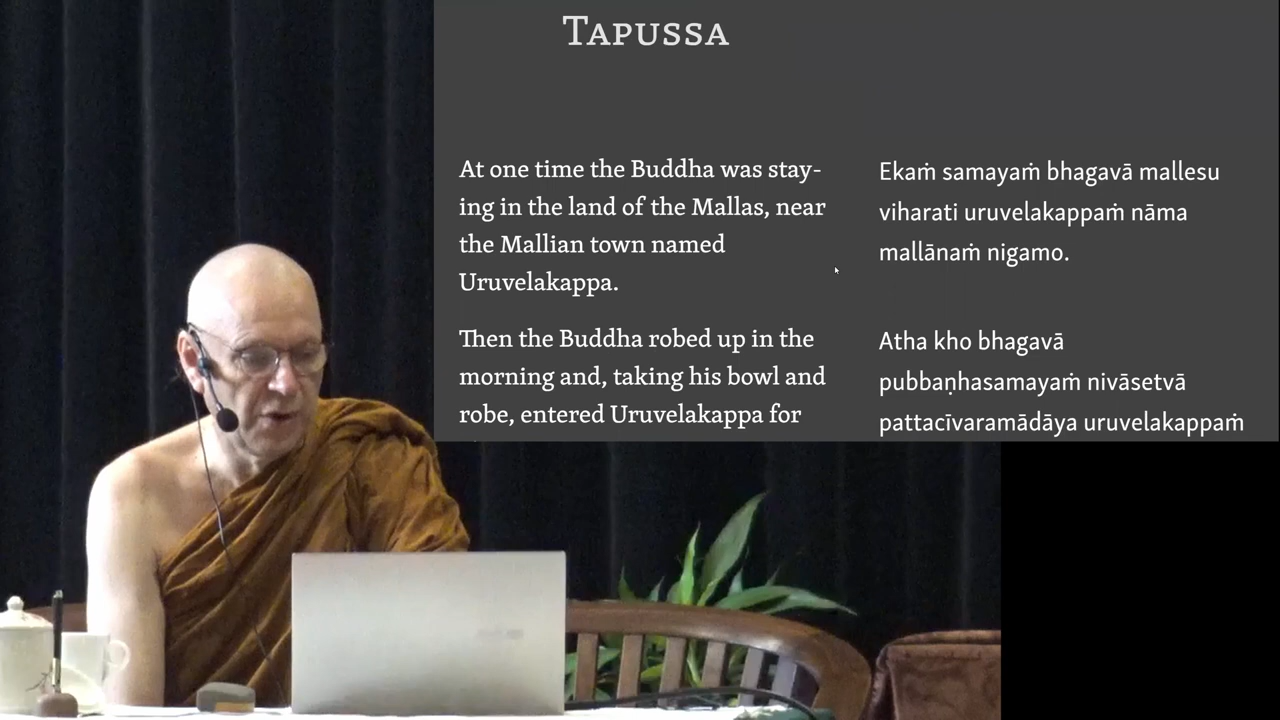 Tapussa
At one time the Buddha was stay-
ing in the land of the Mallas, near
the Mallian town named
Uruvelakappa.
Then the Buddha robed up in the
morning and, taking his bowl and
robe, entered Uruvelakappa for
Ekaṁ samayaṁ bhagavā mallesu
viharati uruvelakappaṁ nāma
mallānaṁ nigamo.
Atha kho bhagavā
pubbaṇhasamayaṁ nivāsetvā
pattacīvaramādāya uruvelakappaṁ